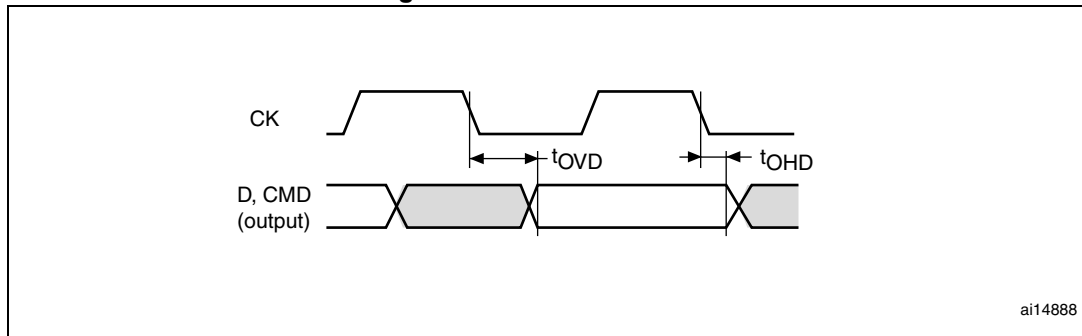 CK
tOVD
tOHD
D, CMD
(output)
ai14888